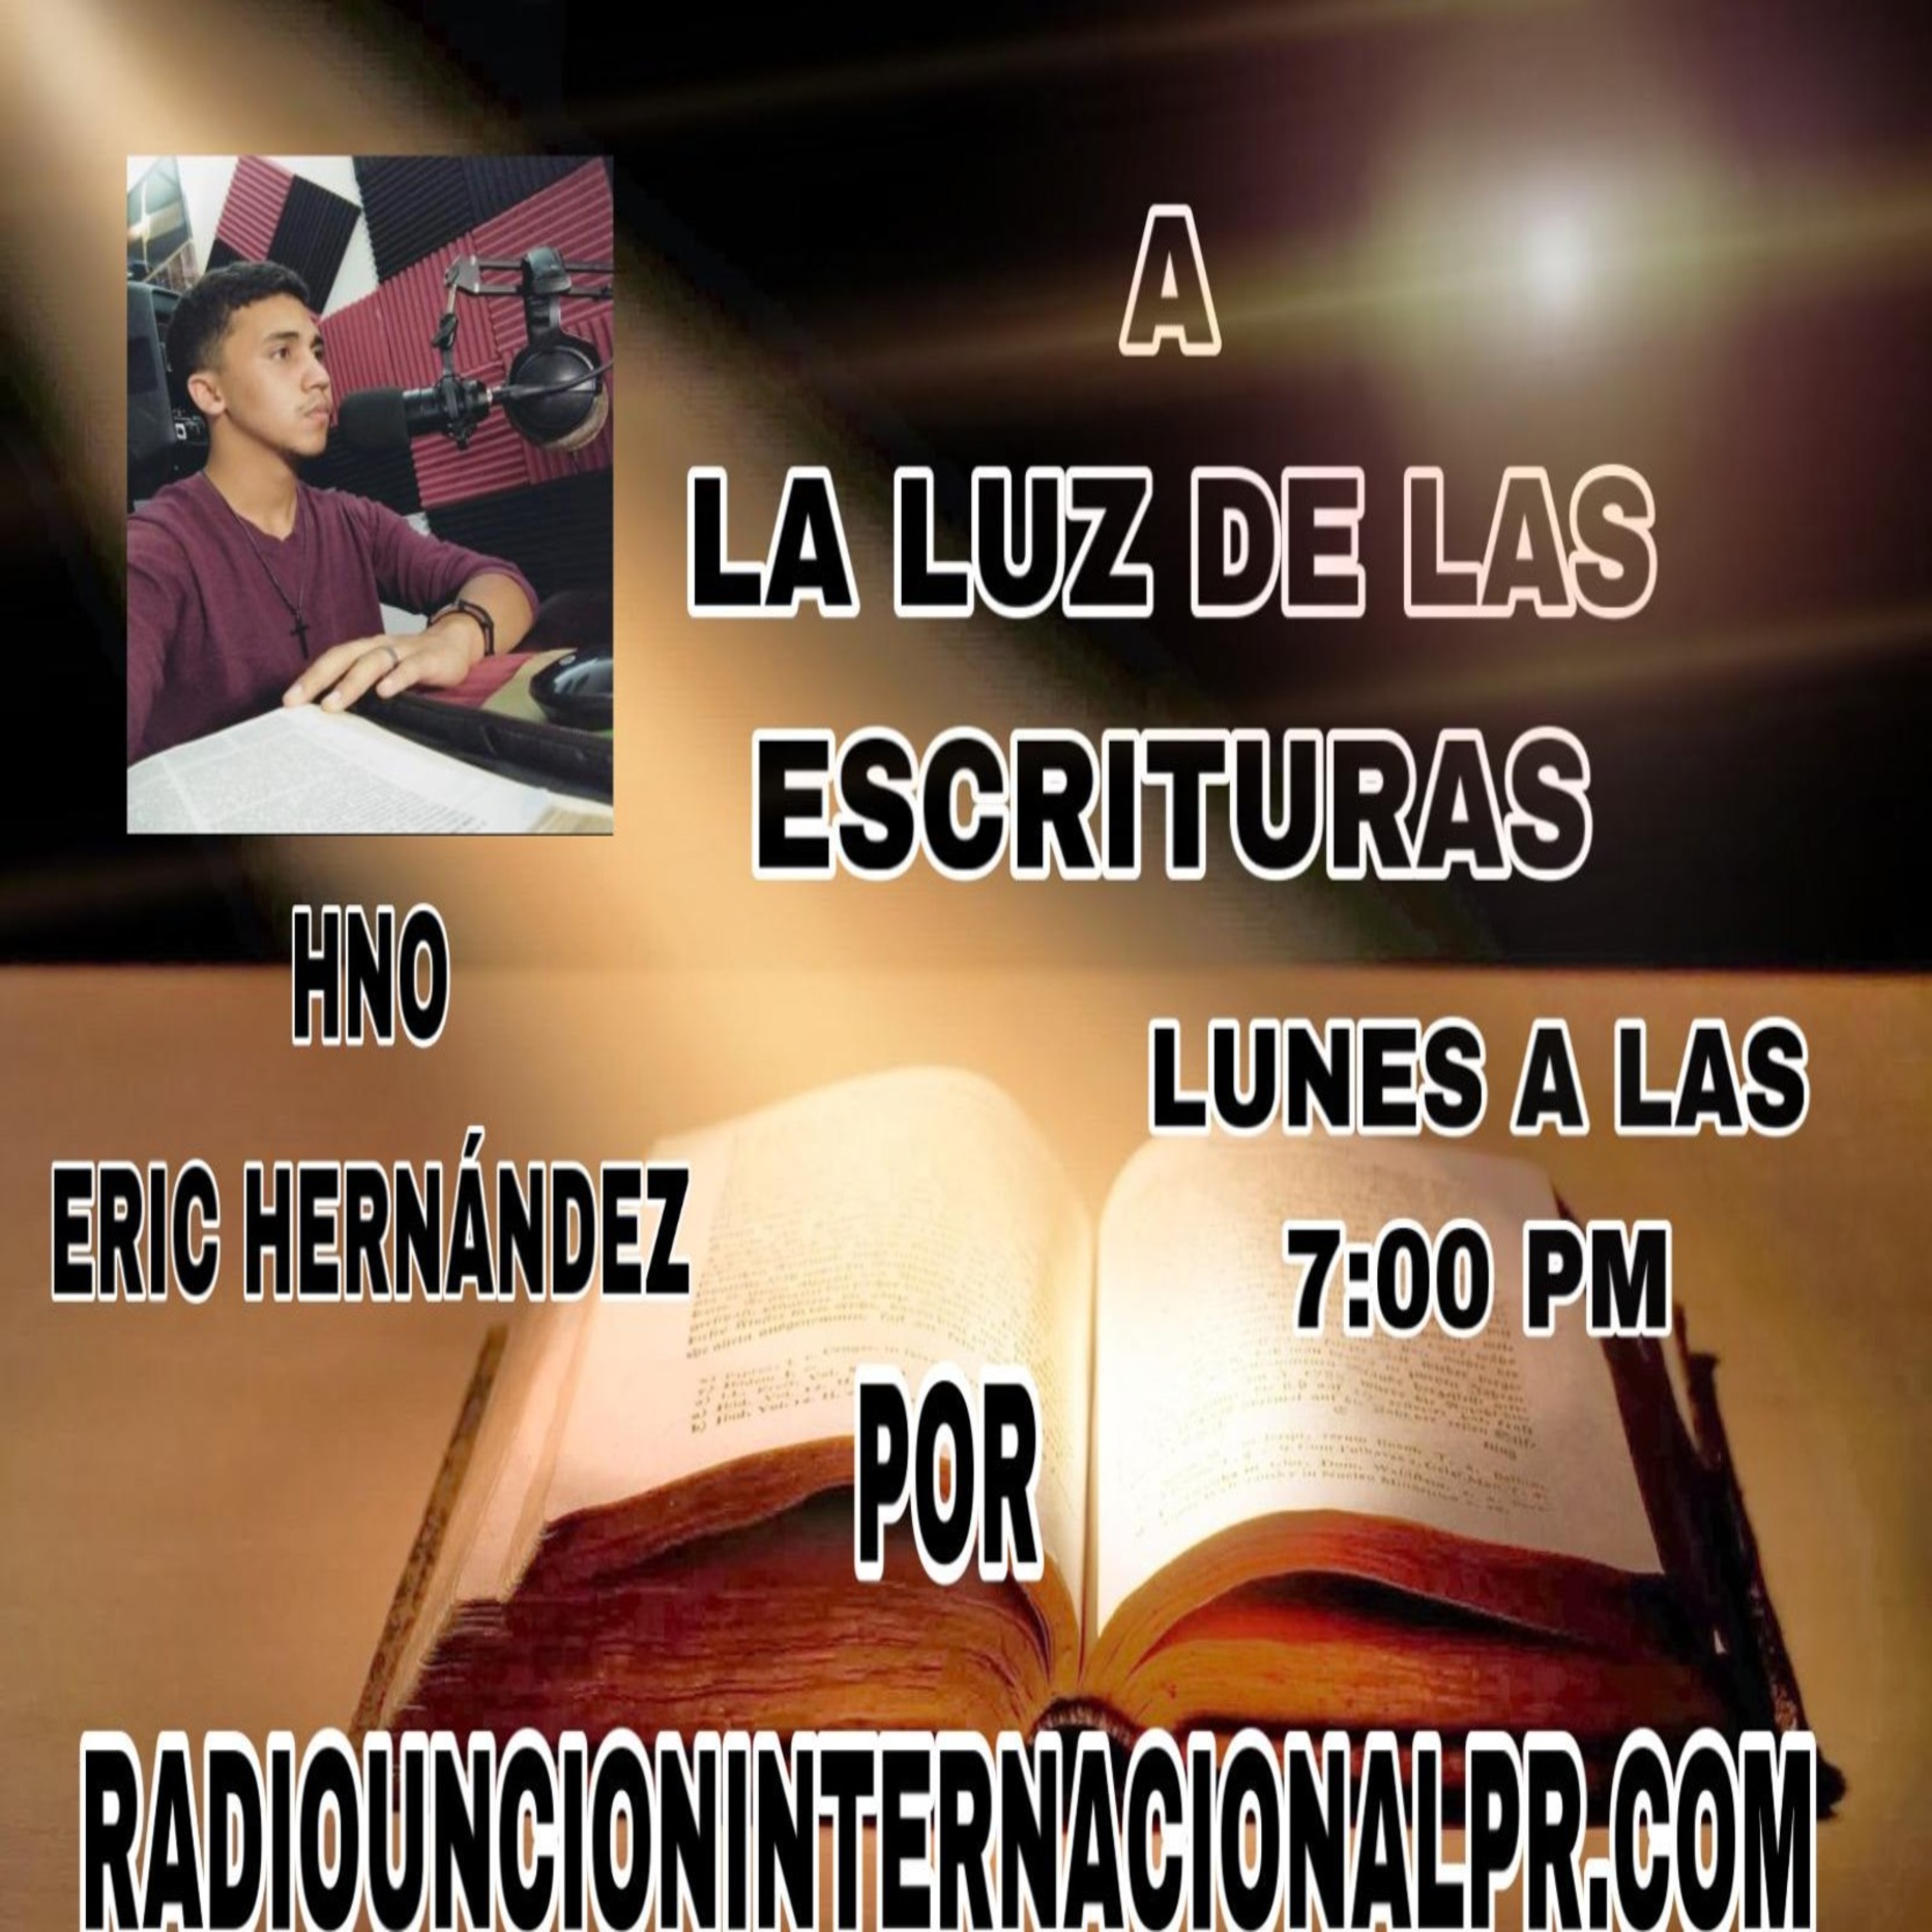 A
LA LUZ DE LAS
ESCRITURAS
HNO
ERIC HERNÁNDEZ
LUNES A LAS
7:00 PM
POR
RADIOUNCIONINTERNACIONALPR.COM